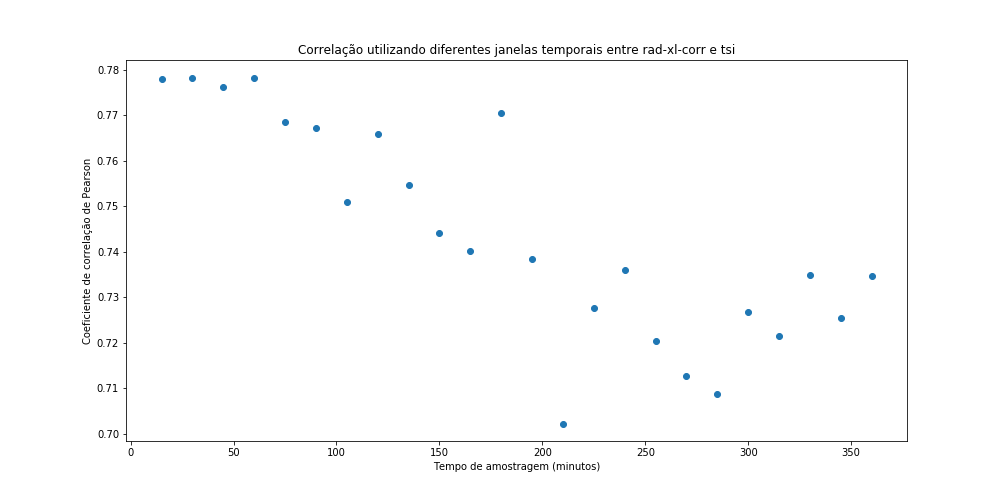 Correlação utilizando diferentes janelas temporais entre rad-xl-corr e tsi
Coeficiente de correlação de Pearson
0.78
0.77
0.76
0.75
0.74
0.73
0.72
0.71
0.70
0 50 100 150 200 250 300 350
Tempo de amostragem (minutos)